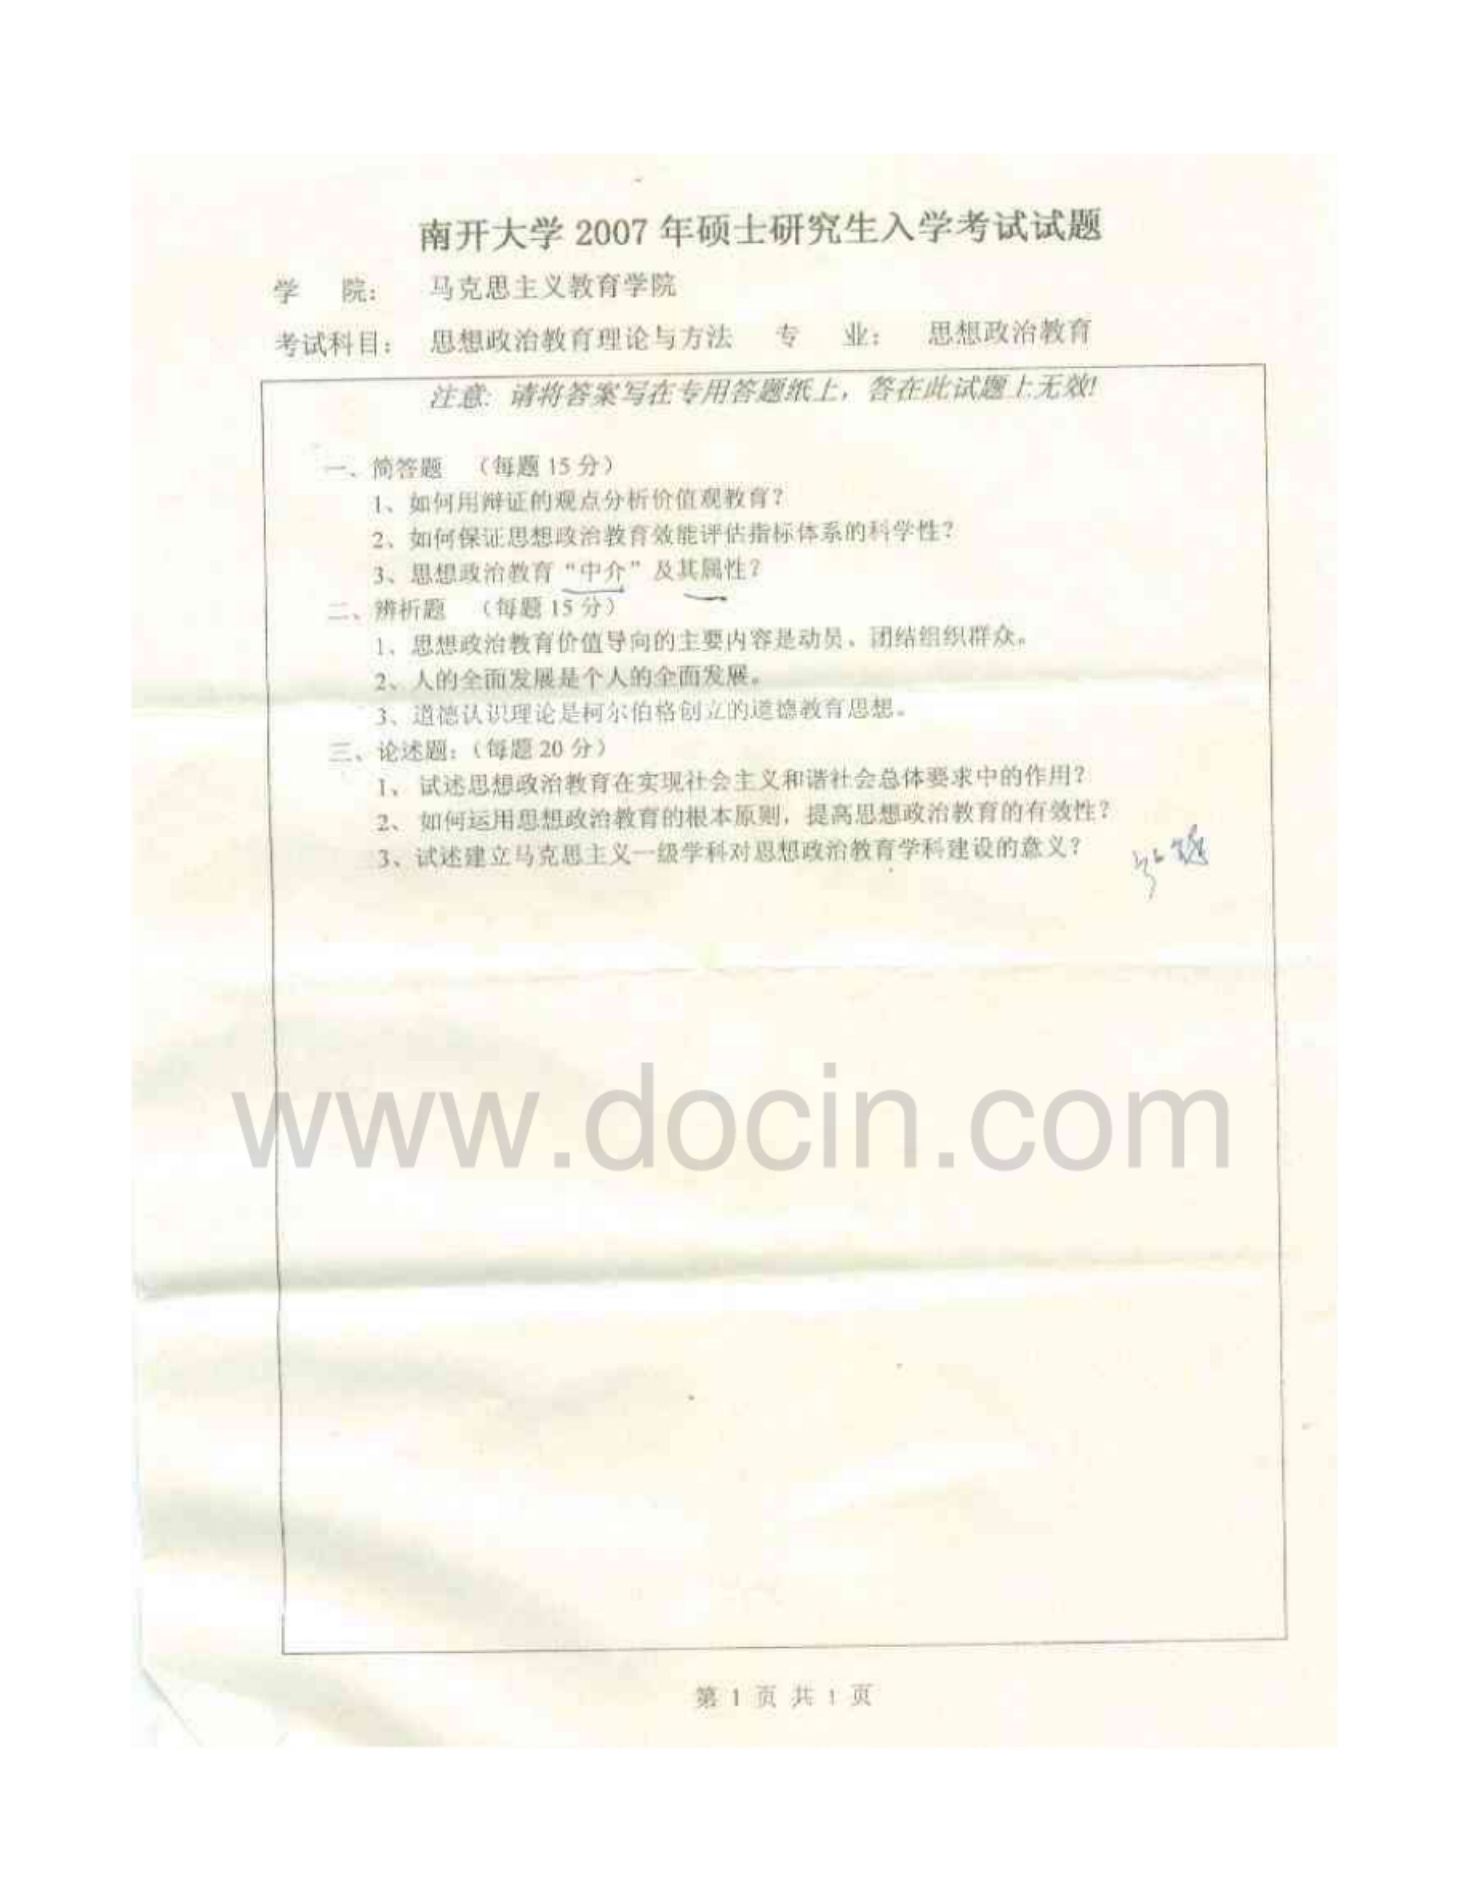 南开大学 2007 年硕士研究生入学考试试题
学 院： 马克思主义教育学院
考试科目： 思想政治教育理论与方法 专 业： 思想政治教育
注意: 请将答案写在专用答题纸上，答在此试题上无效!
一、简答题 （每题 15 分）
1、如何用辩证的观点分析价值观教育？
2、如何保证思想政治教育效能评估指标体系的科学性？
3、思想政治教育“中介”及其属性？
二、辨析题 （每题 15 分）
1、思想政治教育价值导向的主要内容是动员、团结组织群众。
2、人的全面发展是个人的全面发展。
3、道德认识理论是柯尔伯格创立的道德教育思想。
三、论述题：（每题 20 分）
1、 试述思想政治教育在实现社会主义和谐社会总体要求中的作用？
2、 如何运用思想政治教育的根本原则，提高思想政治教育的有效性？
3、试述建立马克思主义一级学科对思想政治教育学科建设的意义？
www.docin.com
第 1 页 共 1 页